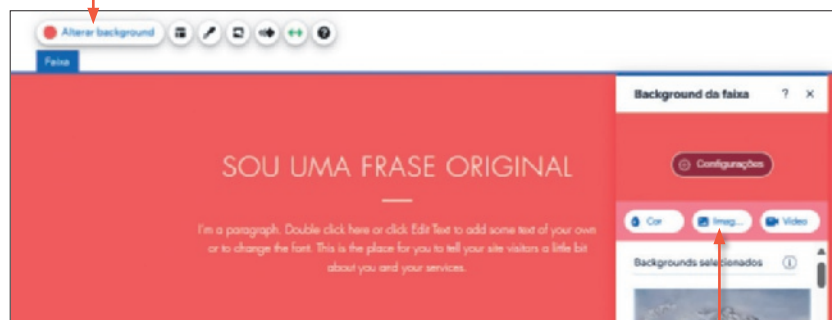 Alterar background
Faixa
Background da faixa ? ×
Configurações
SOU UMA FRASE ORIGINAL
Cor Imag... Vídeo
I'm a paragraph. Double click here or click Edit Text to add some text of your own
or to change the font. This is the place for you to tell your site visitors a little bit
about you and your services.
Backgrounds selecionados